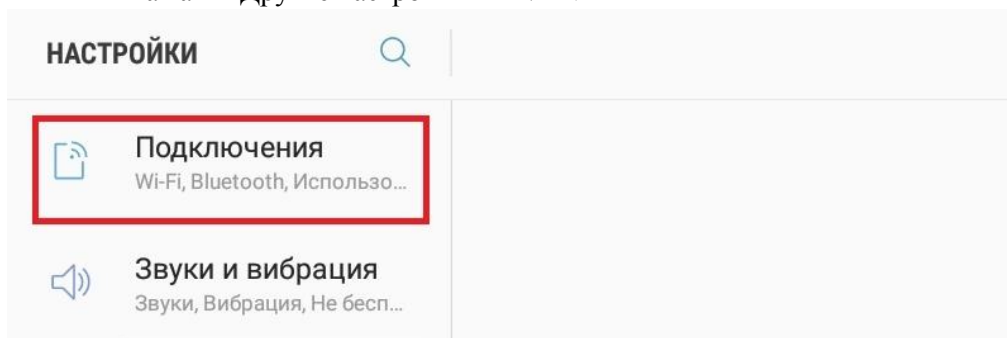 НАСТРОЙКИ
Подключения
Wi-Fi, Bluetooth, Использо...
Звуки и вибрация
Звуки, Вибрация, Не бесп...